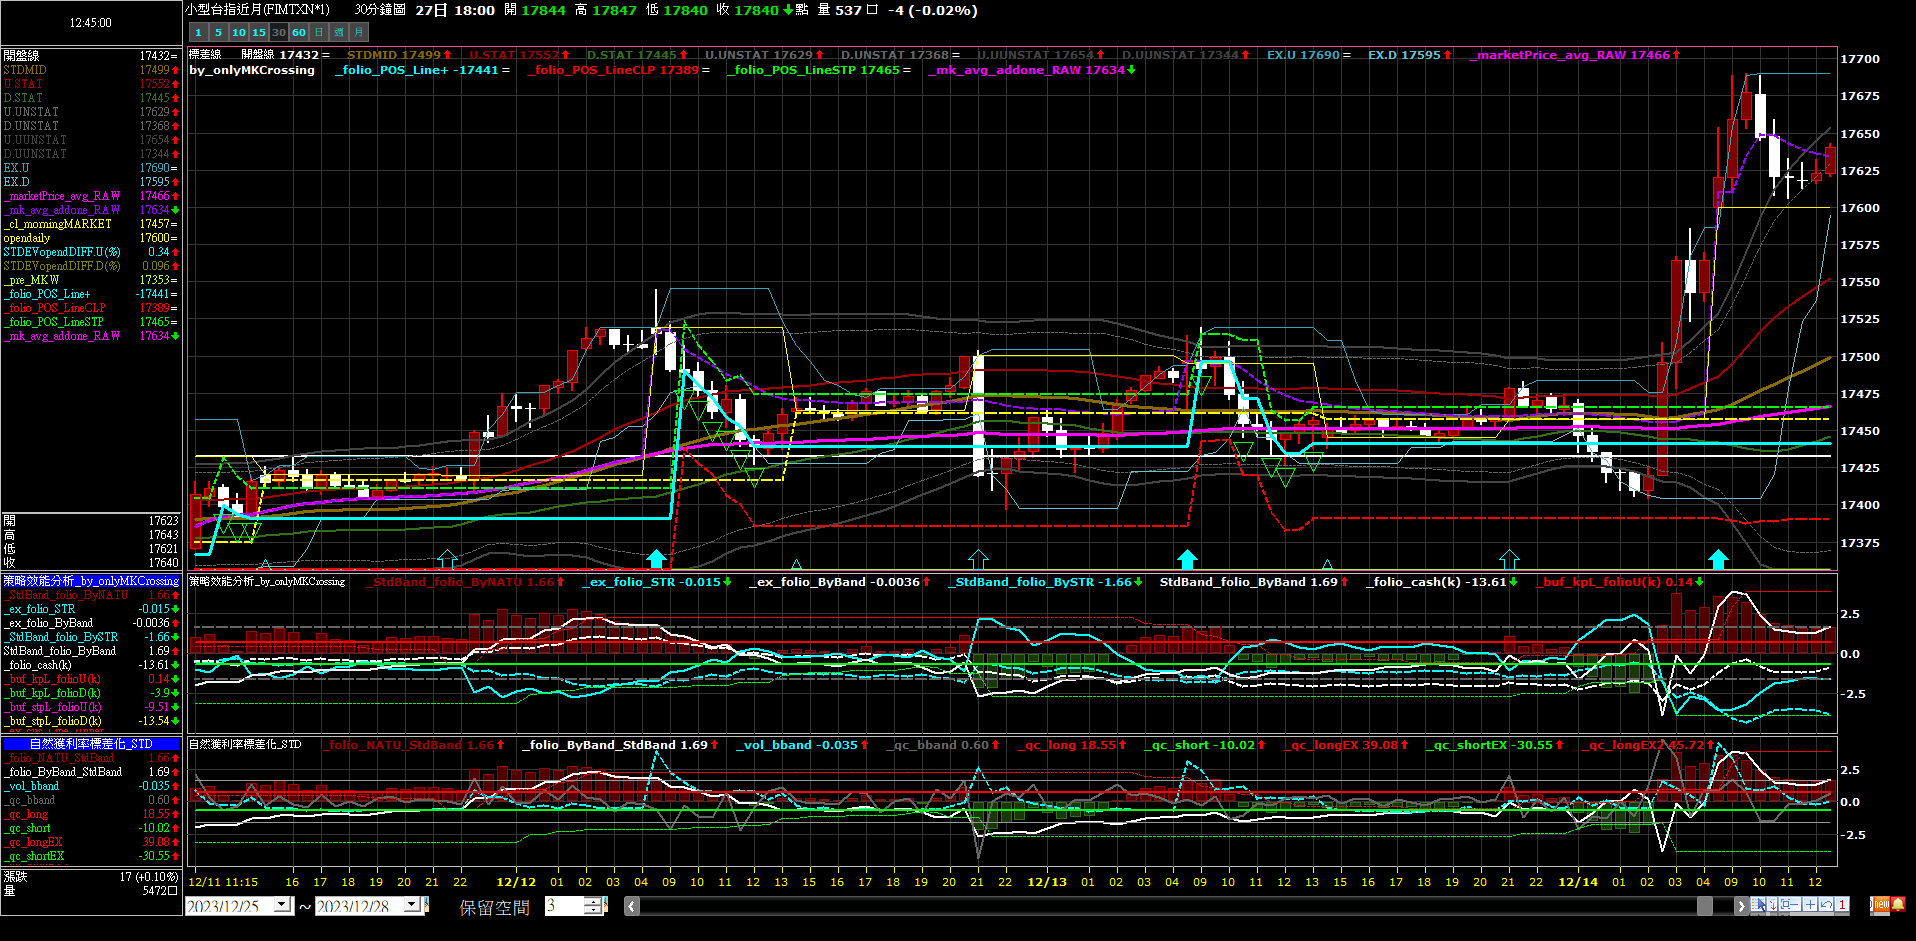 12:45:00
小型台指近月(FIMTXN*1) 30分鐘圖 27日 18:00 開 17844 高 17847 低 17840 收 17840 點 量 537口 -4 (-0.02%)
1 5 10 15 30 60 日 週 月
開盤線 17432=
STDMID 17499
U.STAT 17552
D.STAT 17445
U.UNSTAT 17629
D.UNSTAT 17368
U.UUNSTAT 17654
D.UUNSTAT 17344
EX.U 17690=
EX.D 17595
_marketPrice_avg_RAW 17466
_mk_avg_addone_RAW 17634
_cl_morningMARKET 17457=
opendaily 17600=
STDEVopendDIFF.U(%) 0.34
STDEVopendDIFF.D(%) 0.096
_pre_MKW 17353=
_folio_POS_Line+ -17441=
_folio_POS_LineCLP 17389=
_folio_POS_LineSTP 17465=
_mk_avg_addone_RAW 17634
標差線 開盤線 17432 = STDMID 17499 U.STAT 17552 D.STAT 17445 U.UNSTAT 17629 D.UNSTAT 17368 = U.UUNSTAT 17654 D.UUNSTAT 17344 EX.U 17690 = EX.D 17595 _marketPrice_avg_RAW 17466
by_onlyMKCrossing _folio_POS_Line+ -17441 = _folio_POS_LineCLP 17389 = _folio_POS_LineSTP 17465 = _mk_avg_addone_RAW 17634
17700
17675
17650
17625
17600
17575
17550
17525
17500
17475
17450
17425
17400
17375
開 17623
高 17643
低 17621
收 17640
策略效能分析_by_onlyMKCrossing
_StdBand_folio_ByNATU 1.66
_ex_folio_STR -0.015
_ex_folio_ByBand -0.0036
_StdBand_folio_BySTR -1.66
StdBand_folio_ByBand 1.69
_folio_cash(k) -13.61
_buf_kpL_folioU(k) 0.14
_buf_kpL_folioD(k) -3.9
_buf_stpL_folioU(k) -9.51
_buf_stpL_folioD(k) -13.54
策略效能分析_by_onlyMKCrossing _StdBand_folio_ByNATU 1.66 _ex_folio_STR -0.015 _ex_folio_ByBand -0.0036 _StdBand_folio_BySTR -1.66 StdBand_folio_ByBand 1.69 _folio_cash(k) -13.61 _buf_kpL_folioU(k) 0.14
2.5
0.0
-2.5
自然獲利率標差化_STD
_folio_NATU_StdBand 1.66
_folio_ByBand_StdBand 1.69
_vol_bband -0.035
_qc_bband 0.60
_qc_long 18.55
_qc_short -10.02
_qc_longEX 39.08
_qc_shortEX -30.55
自然獲利率標差化_STD _folio_NATU_StdBand 1.66 _folio_ByBand_StdBand 1.69 _vol_bband -0.035 _qc_bband 0.60 _qc_long 18.55 _qc_short -10.02 _qc_longEX 39.08 _qc_shortEX -30.55 _qc_longEX2 45.72
2.5
0.0
-2.5
漲跌 17 (+0.10%)
量 5472口
12/11 11:15 16 17 18 19 20 21 22 12/12 01 02 03 04 09 10 11 12 13 15 16 17 18 19 20 21 22 12/13 01 02 03 04 09 10 11 12 13 15 16 17 18 19 20 21 22 12/14 01 02 03 04 09 10 11 12
2023/12/25 ~ 2023/12/28 保留空間 3
1 new